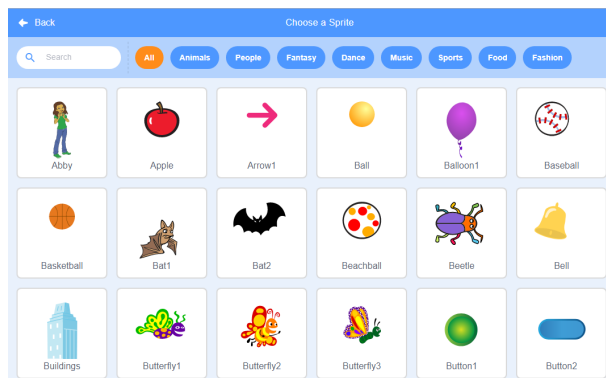 Back
Choose a Sprite
Search
All
Animals
People
Fantasy
Dance
Music
Sports
Food
Fashion
Abby
Apple
Arrow1
Ball
Balloon1
Baseball
Basketball
Bat1
Bat2
Beachball
Beetle
Bell
Buildings
Butterfly1
Butterfly2
Butterfly3
Button1
Button2